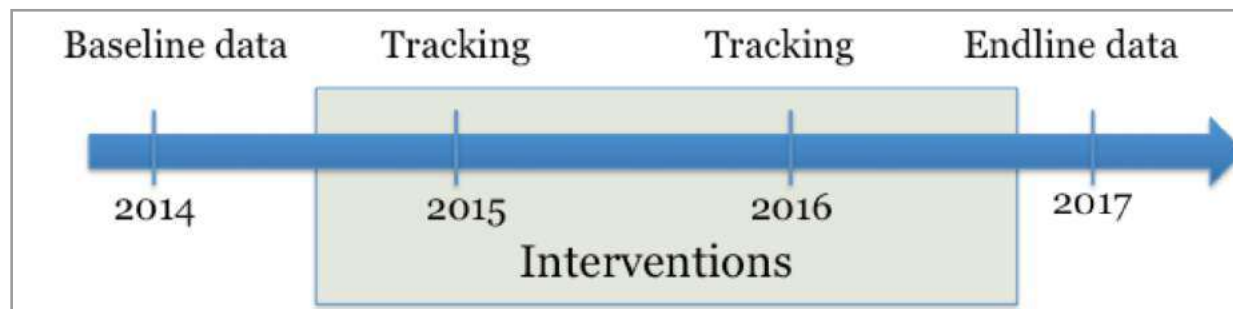 Baseline data Tracking Tracking Endline data
2014 2015 2016 2017
Interventions